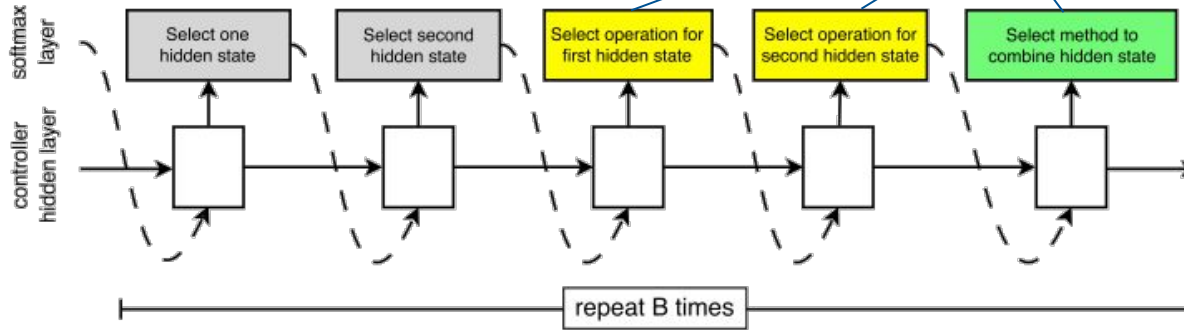 softmax
layer
Select one
hidden state
Select second
hidden state
Select operation for
first hidden state
Select operation for
second hidden state
Select method to
combine hidden state
controller
hidden layer
repeat B times